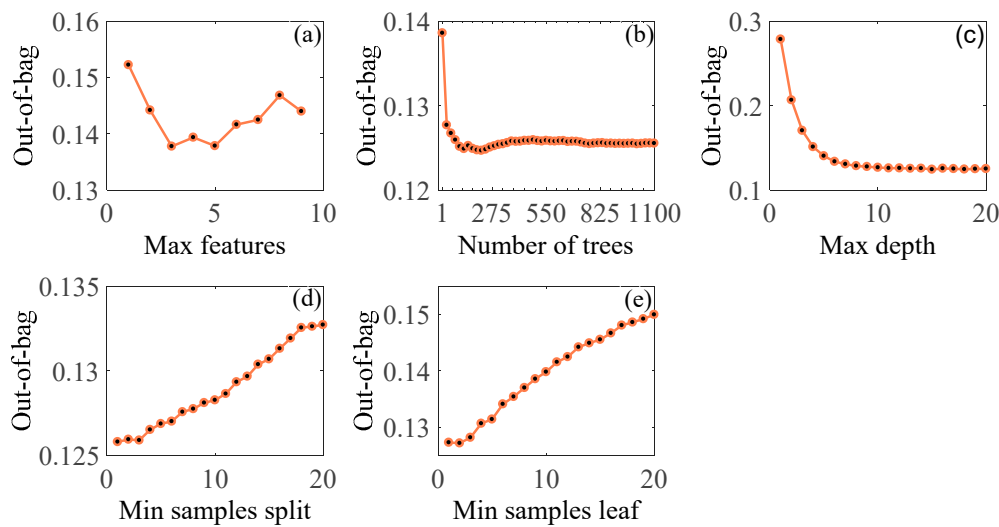 0.16
0.15
0.14
0.13
Out-of-bag
(a)
0
5
10
Max features
0.14
0.13
0.12
Out-of-bag
(b)
1
275
550
825
1100
Number of trees
0.3
0.2
0.1
Out-of-bag
(c)
0
10
20
Max depth
0.135
0.13
0.125
Out-of-bag
(d)
0
10
20
Min samples split
0.15
0.14
0.13
Out-of-bag
(e)
0
10
20
Min samples leaf